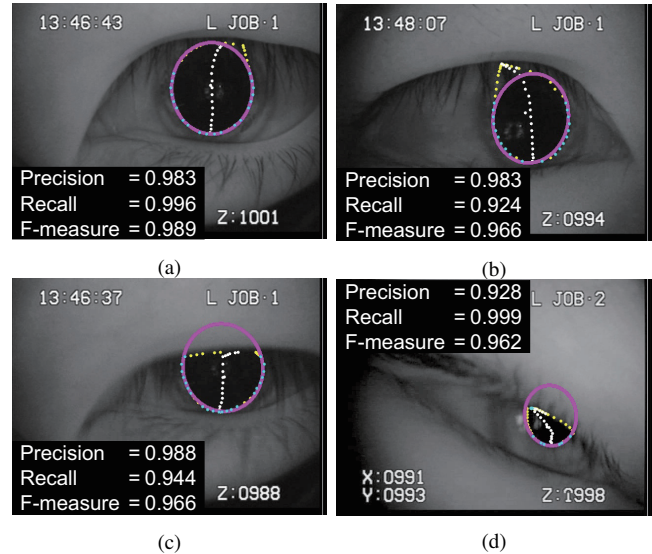 13:46:43 L JOB·1
Precision = 0.983
Recall = 0.996
F-measure = 0.989
Z:1001
(a)
13:48:07 L JOB·1
Precision = 0.983
Recall = 0.924
F-measure = 0.966
Z:0994
(b)
13:46:37 L JOB·1
Precision = 0.988
Recall = 0.944
F-measure = 0.966
Z:0988
(c)
Precision = 0.928
Recall = 0.999
F-measure = 0.962
L JOB·2
X:0991
Y:0993
(d)